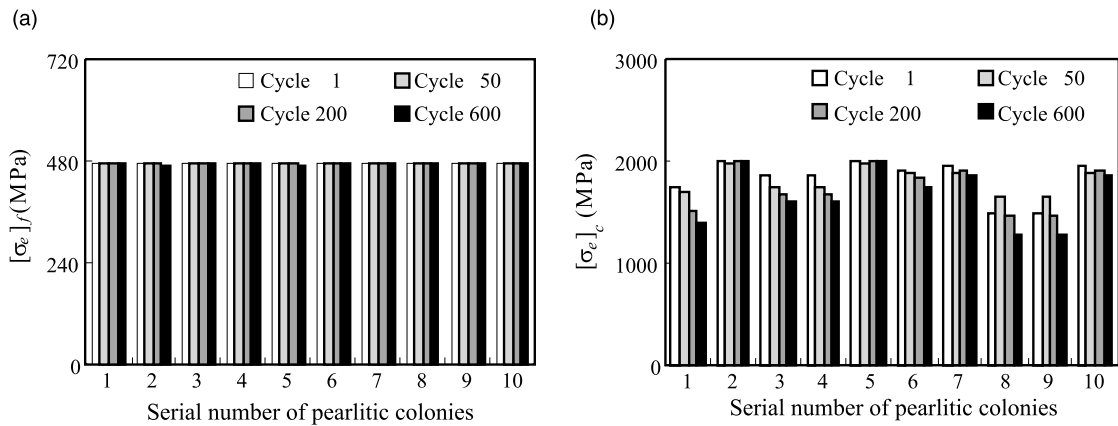 (a)
720
480
240
0
[σe]f (MPa)
Cycle 1
Cycle 50
Cycle 200
Cycle 600
1 2 3 4 5 6 7 8 9 10
Serial number of pearlitic colonies
(b)
3000
2000
1000
0
[σe]c (MPa)
Cycle 1
Cycle 50
Cycle 200
Cycle 600
1 2 3 4 5 6 7 8 9 10
Serial number of pearlitic colonies